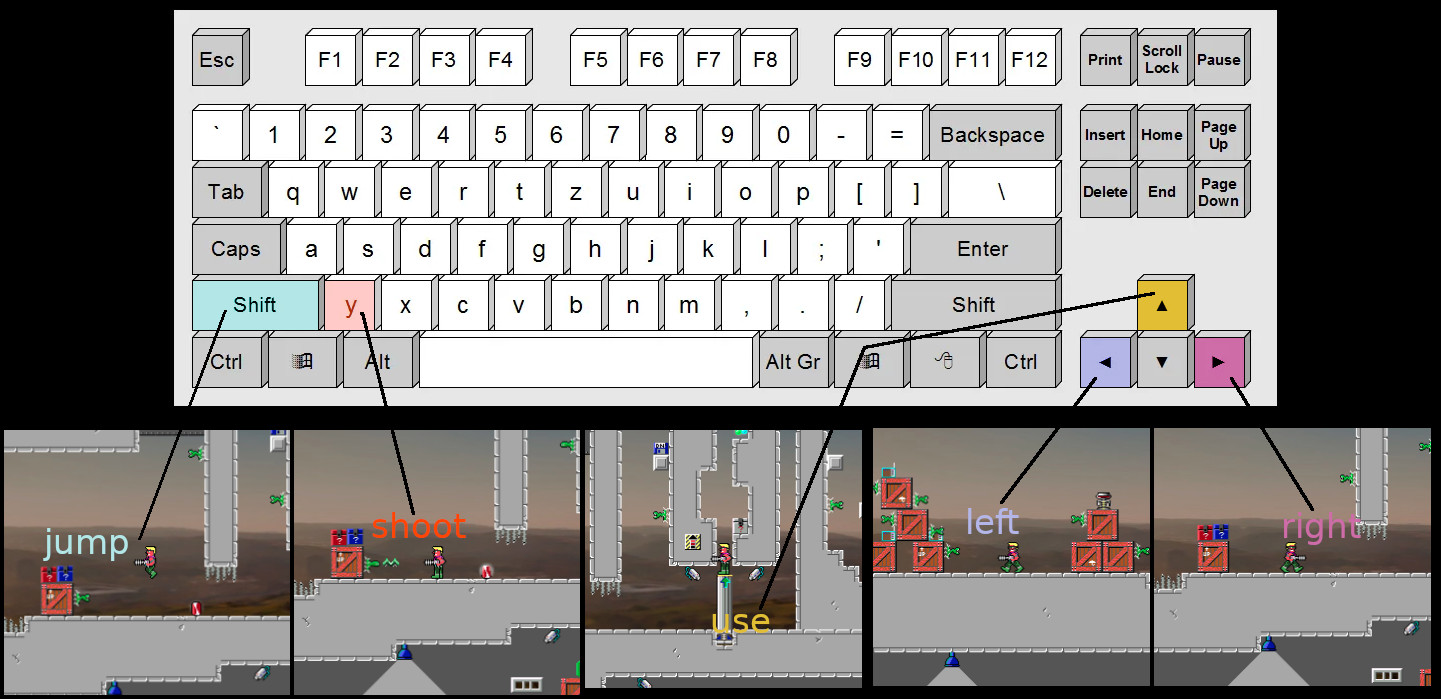 Esc F1 F2 F3 F4 F5 F6 F7 F8 F9 F10 F11 F12 Print Scroll Lock Pause
` 1 2 3 4 5 6 7 8 9 0 - = Backspace Insert Home Page Up
Tab q w e r t z u i o p [ ] \ Delete End Page Down
Caps a s d f g h j k l ; ' Enter
Shift y x c v b n m , . / Shift ▲
Ctrl Alt Alt Gr Ctrl ◄ ▼ ►
jump shoot use left right